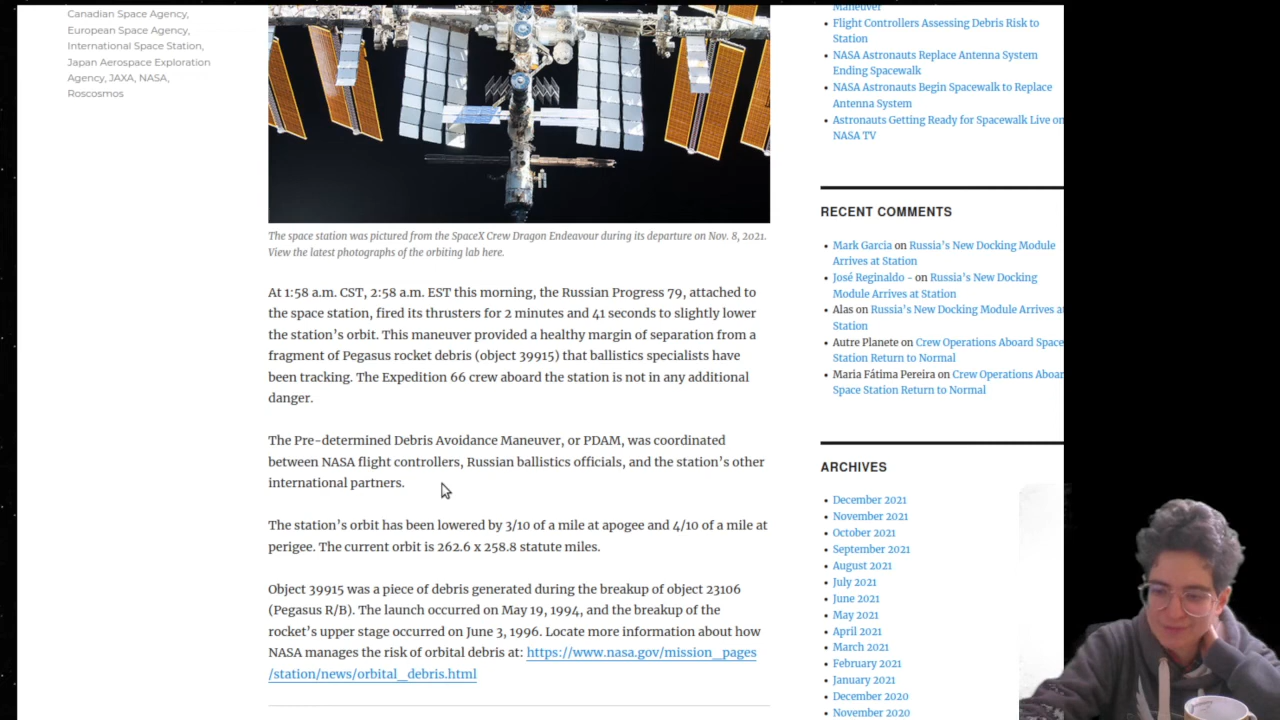 Canadian Space Agency,
European Space Agency,
International Space Station,
Japan Aerospace Exploration
Agency, JAXA, NASA,
Roscosmos
The space station was pictured from the SpaceX Crew Dragon Endeavour during its departure on Nov. 8, 2021.
View the latest photographs of the orbiting lab here.
At 1:58 a.m. CST, 2:58 a.m. EST this morning, the Russian Progress 79, attached to
the space station, fired its thrusters for 2 minutes and 41 seconds to slightly lower
the station's orbit. This maneuver provided a healthy margin of separation from a
fragment of Pegasus rocket debris (object 39915) that ballistics specialists have
been tracking. The Expedition 66 crew aboard the station is not in any additional
danger.
The Pre-determined Debris Avoidance Maneuver, or PDAM, was coordinated
between NASA flight controllers, Russian ballistics officials, and the station's other
international partners.
The station's orbit has been lowered by 3/10 of a mile at apogee and 4/10 of a mile at
perigee. The current orbit is 262.6 x 258.8 statute miles.
Object 39915 was a piece of debris generated during the breakup of object 23106
(Pegasus R/B). The launch occurred on May 19, 1994, and the breakup of the
rocket's upper stage occurred on June 3, 1996. Locate more information about how
NASA manages the risk of orbital debris at: https://www.nasa.gov/mission_pages
/station/news/orbital_debris.html
Maneuver
• Flight Controllers Assessing Debris Risk to
Station
• NASA Astronauts Replace Antenna System
Ending Spacewalk
• NASA Astronauts Begin Spacewalk to Replace
Antenna System
• Astronauts Getting Ready for Spacewalk Live on
NASA TV
RECENT COMMENTS
• Mark Garcia on Russia's New Docking Module
Arrives at Station
• José Reginaldo - on Russia's New Docking
Module Arrives at Station
• Alas on Russia's New Docking Module Arrives at
Station
• Autre Planete on Crew Operations Aboard Space
Station Return to Normal
• Maria Fátima Pereira on Crew Operations Aboar
Space Station Return to Normal
ARCHIVES
• December 2021
• November 2021
• October 2021
• September 2021
• August 2021
• July 2021
• June 2021
• May 2021
• April 2021
• March 2021
• February 2021
• January 2021
• December 2020
• November 2020